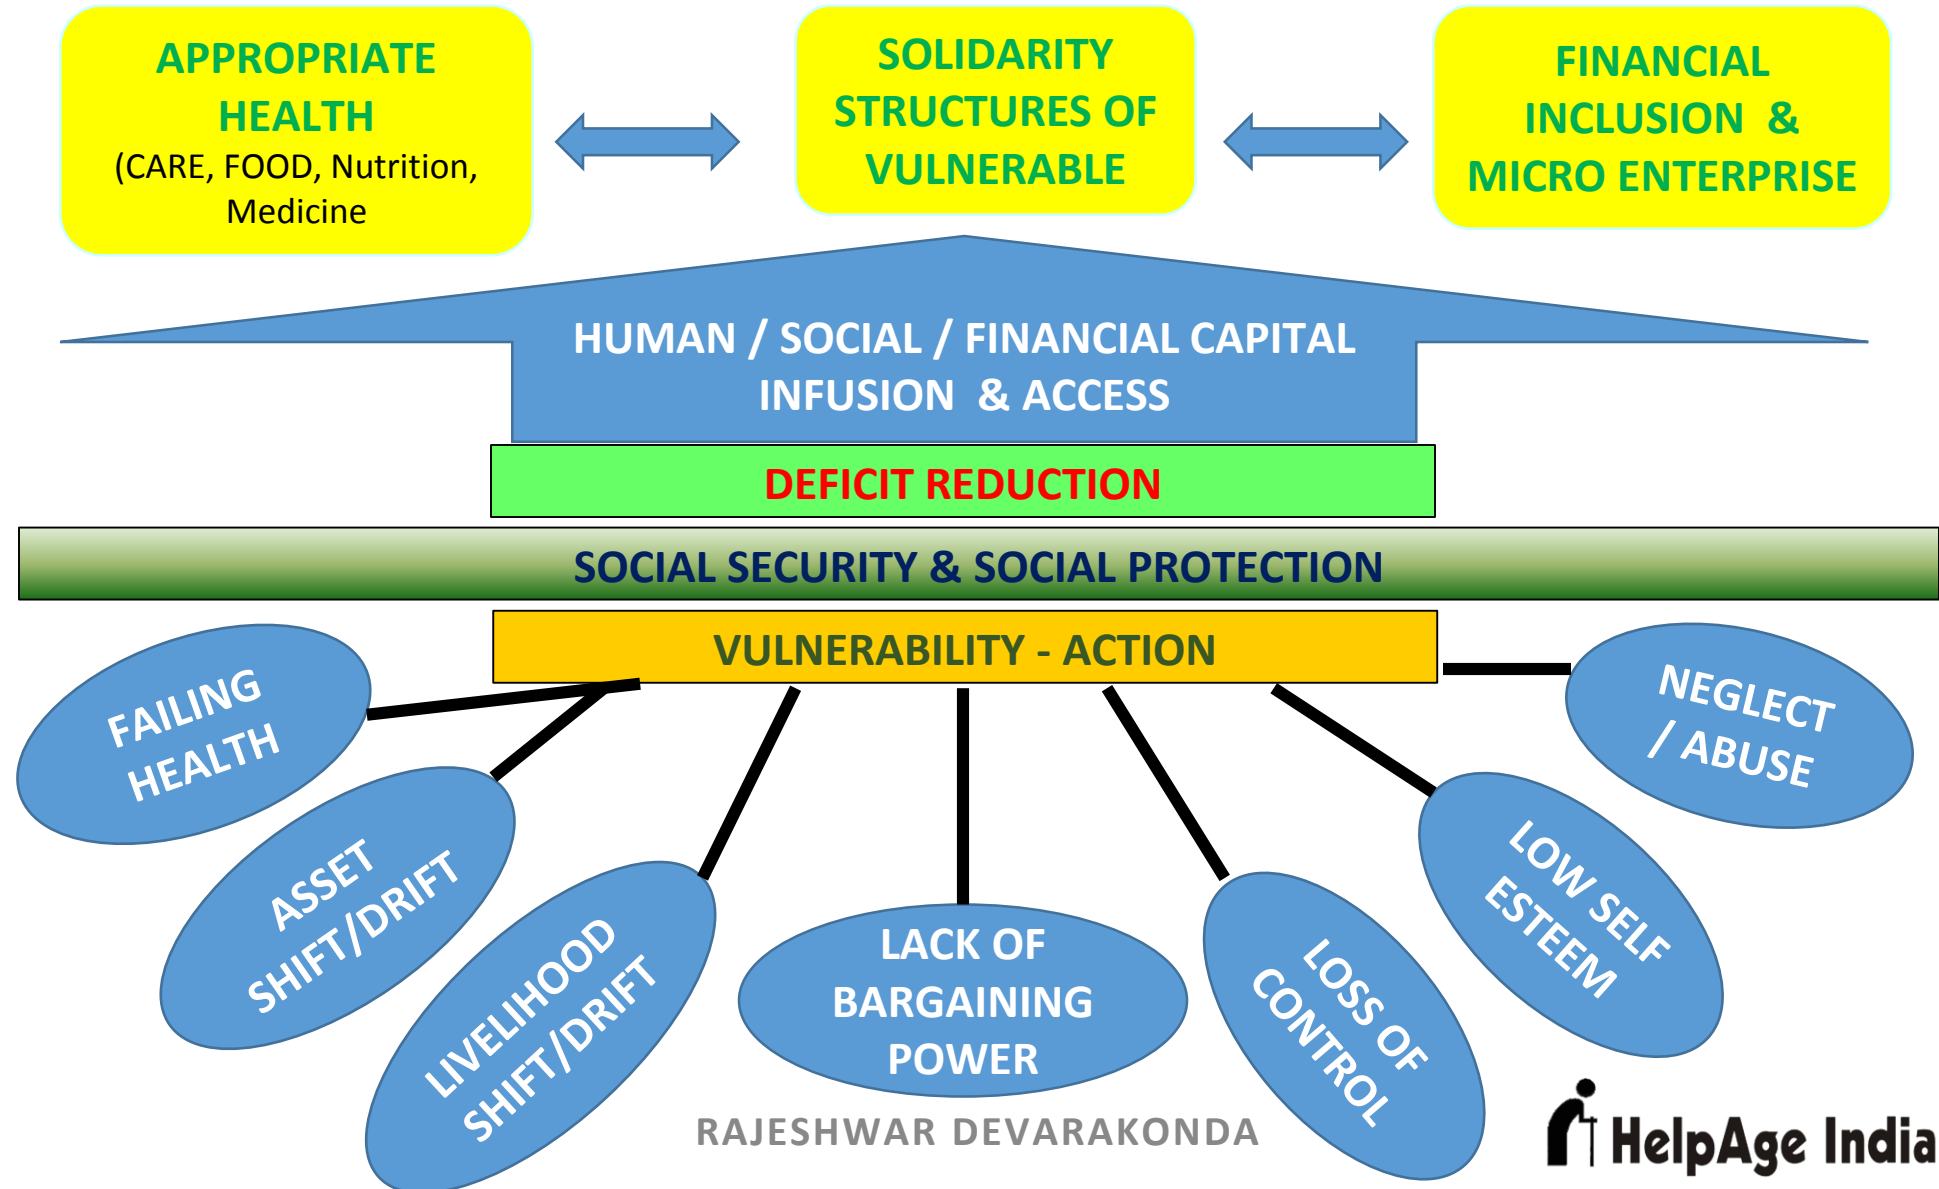 APPROPRIATE
HEALTH
(CARE, FOOD, Nutrition,
Medicine
SOLIDARITY
STRUCTURES OF
VULNERABLE
FINANCIAL
INCLUSION &
MICRO ENTERPRISE
HUMAN / SOCIAL / FINANCIAL CAPITAL
INFUSION & ACCESS
DEFICIT REDUCTION
SOCIAL SECURITY & SOCIAL PROTECTION
VULNERABILITY - ACTION
FAILING
HEALTH
ASSET
SHIFT/DRIFT
LIVELIHOOD
SHIFT/DRIFT
LACK OF
BARGAINING
POWER
LOSS OF
CONTROL
LOW SELF
ESTEEM
NEGLECT
/ ABUSE
RAJESHWAR DEVARAKONDA
HelpAge India